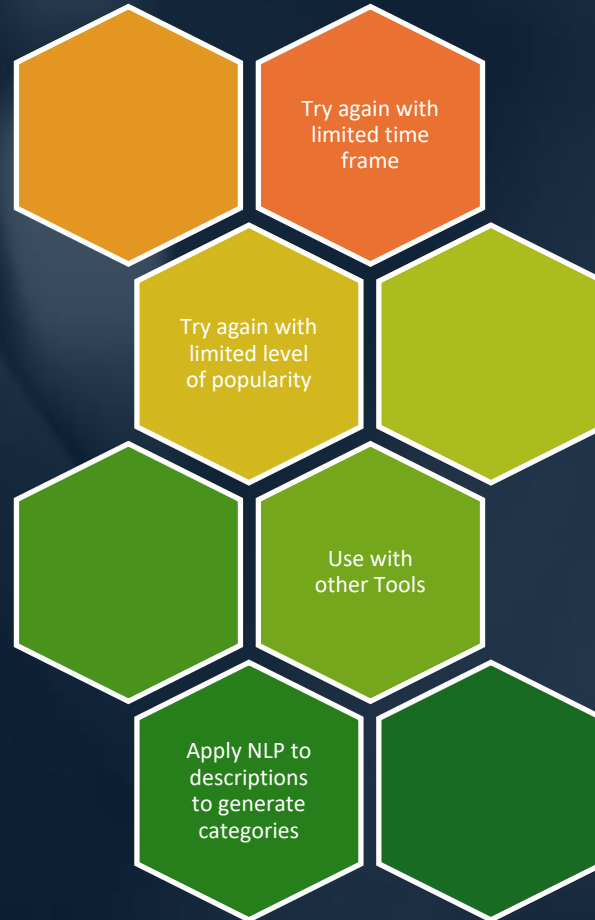 Try again with
limited time
frame
Try again with
limited level
of popularity
Use with
other Tools
Apply NLP to
descriptions
to generate
categories